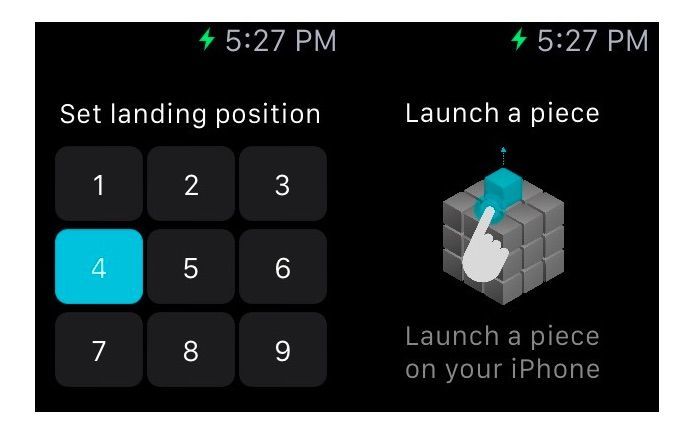 5:27 PM
Set landing position
1 2 3
4 5 6
7 8 9
5:27 PM
Launch a piece
Launch a piece
on your iPhone